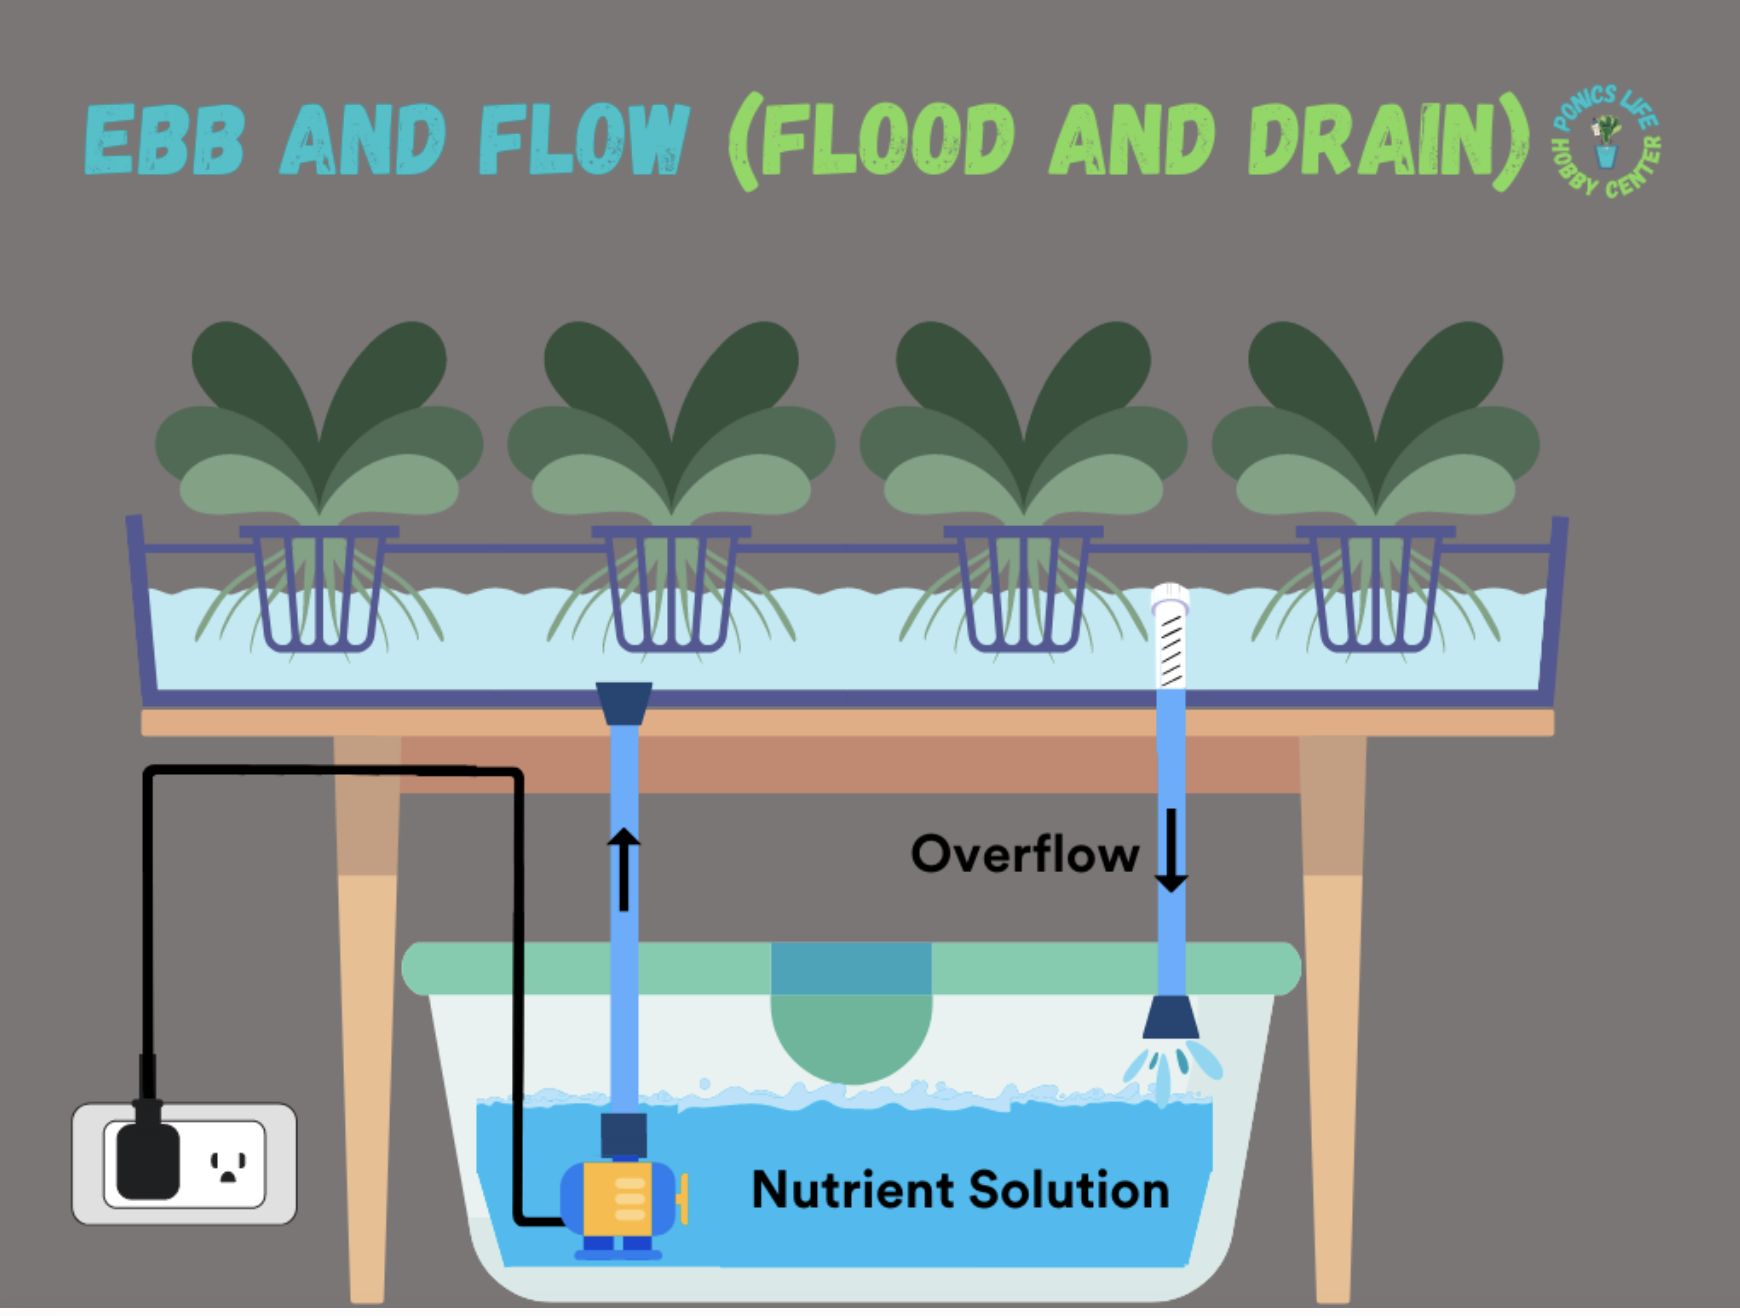 EBB AND FLOW (FLOOD AND DRAIN)
PONICS LIFE
HOBBY CENTER
Overflow
Nutrient Solution